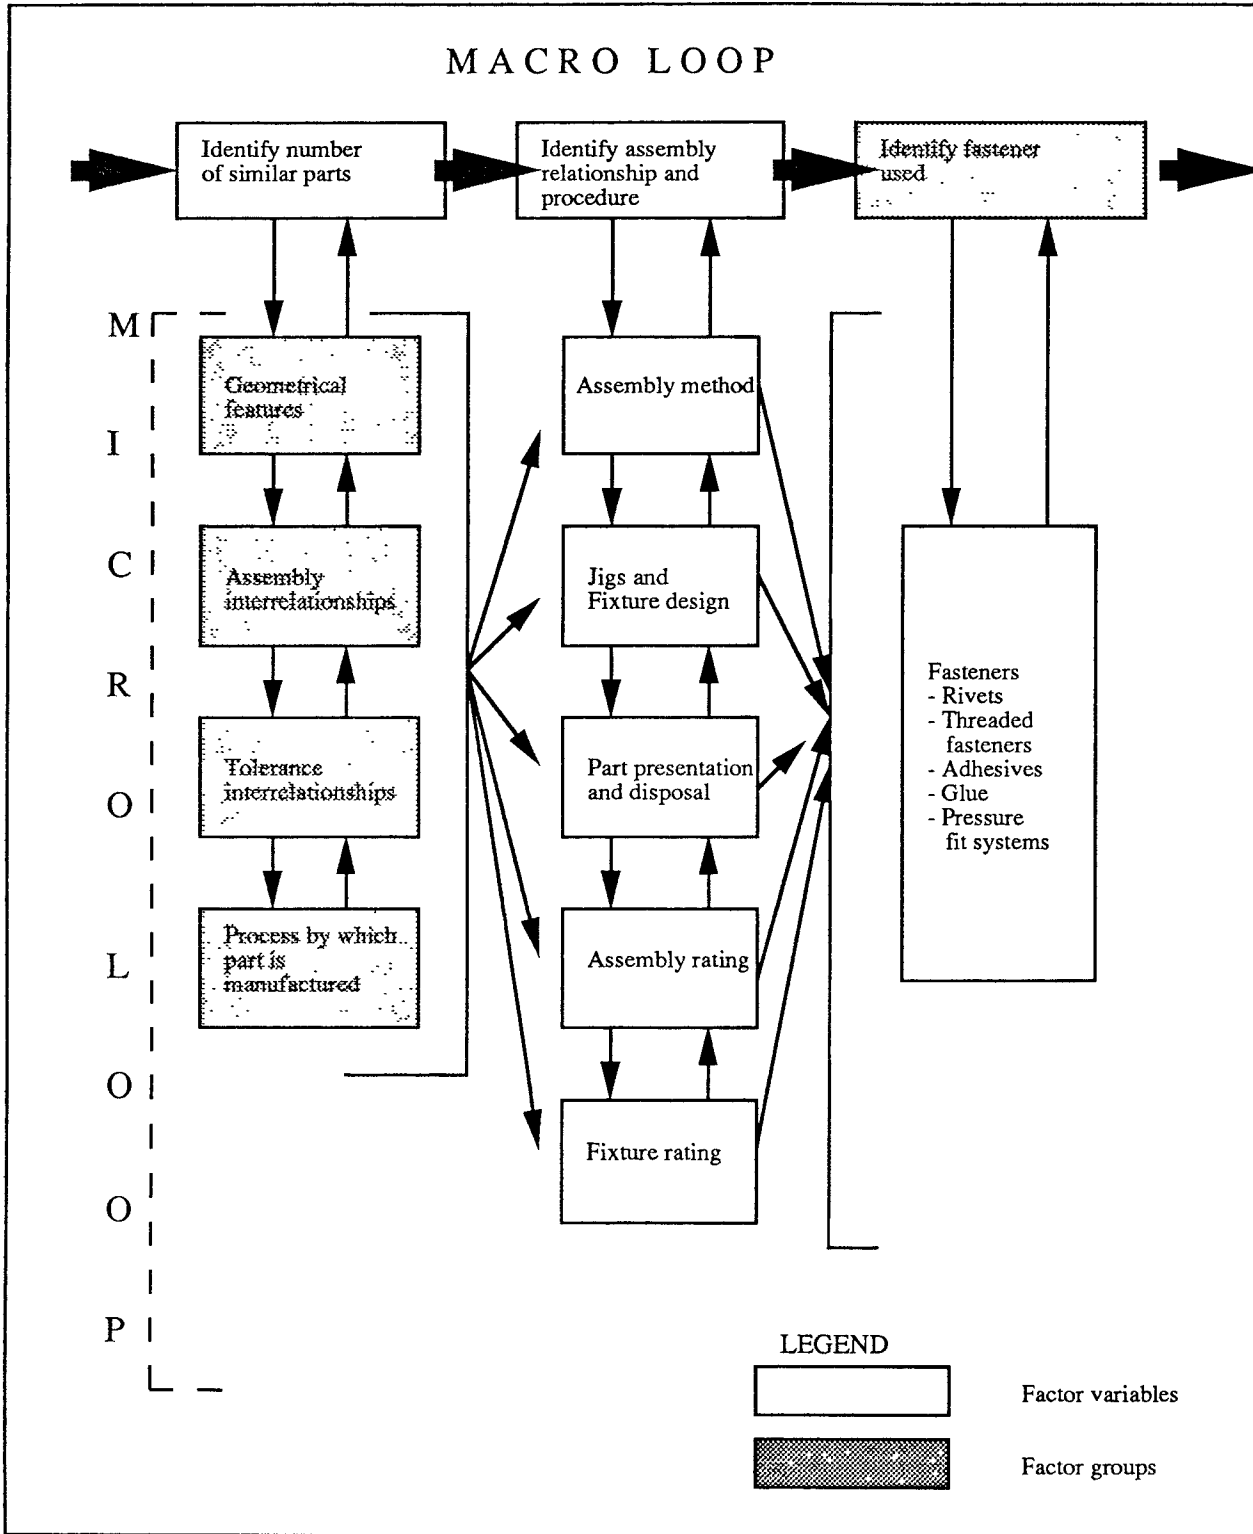 MACRO LOOP
Identify number
of similar parts
Identify assembly
relationship and
procedure
Identify fastener
used
MICRO LOOP
Geometrical
features
Assembly
interrelationships
Tolerance
interrelationships
Process by which
part is
manufactured
Assembly method
Jigs and
Fixture design
Part presentation
and disposal
Assembly rating
Fixture rating
Fasteners
- Rivets
- Threaded
fasteners
- Adhesives
- Glue
- Pressure
fit systems
LEGEND
Factor variables
Factor groups